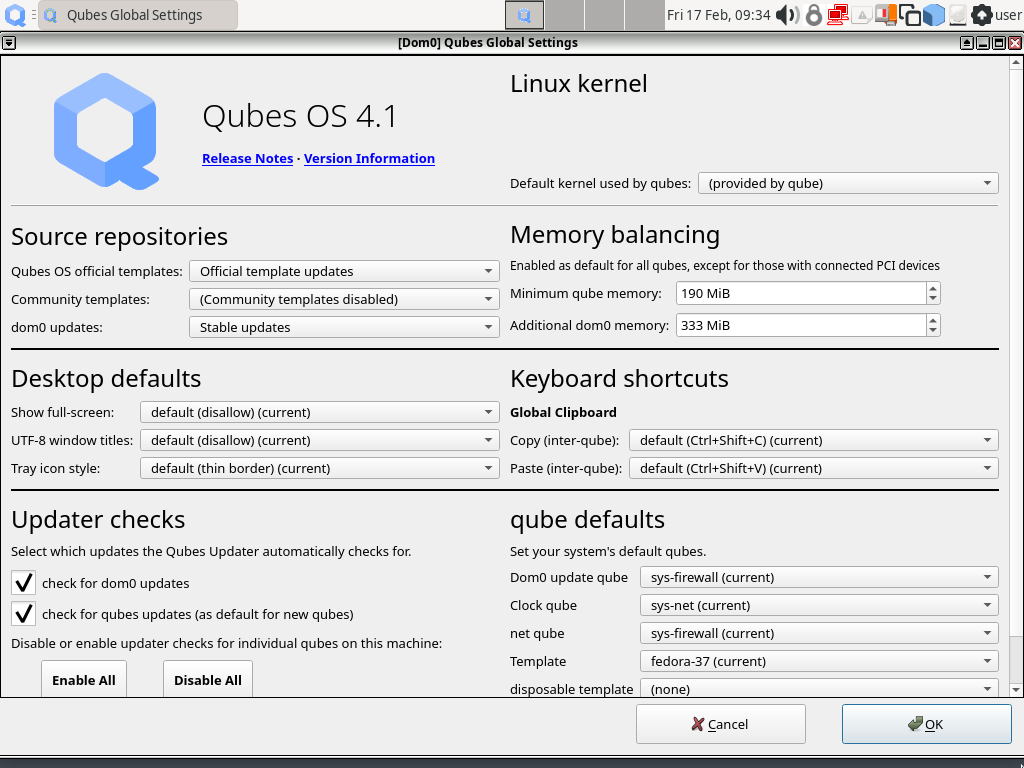 Qubes Global Settings
Fri 17 Feb, 09:34
user
[Dom0] Qubes Global Settings
Qubes OS 4.1
Release Notes · Version Information
Linux kernel
Default kernel used by qubes: (provided by qube)
Source repositories
Qubes OS official templates: Official template updates
Community templates: (Community templates disabled)
dom0 updates: Stable updates
Memory balancing
Enabled as default for all qubes, except for those with connected PCI devices
Minimum qube memory: 190 MiB
Additional dom0 memory: 333 MiB
Desktop defaults
Show full-screen: default (disallow) (current)
UTF-8 window titles: default (disallow) (current)
Tray icon style: default (thin border) (current)
Keyboard shortcuts
Global Clipboard
Copy (inter-qube): default (Ctrl+Shift+C) (current)
Paste (inter-qube): default (Ctrl+Shift+V) (current)
Updater checks
Select which updates the Qubes Updater automatically checks for.
check for dom0 updates
check for qubes updates (as default for new qubes)
Disable or enable updater checks for individual qubes on this machine:
Enable All Disable All
qube defaults
Set your system's default qubes.
Dom0 update qube sys-firewall (current)
Clock qube sys-net (current)
net qube sys-firewall (current)
Template fedora-37 (current)
disposable template (none)
Cancel OK